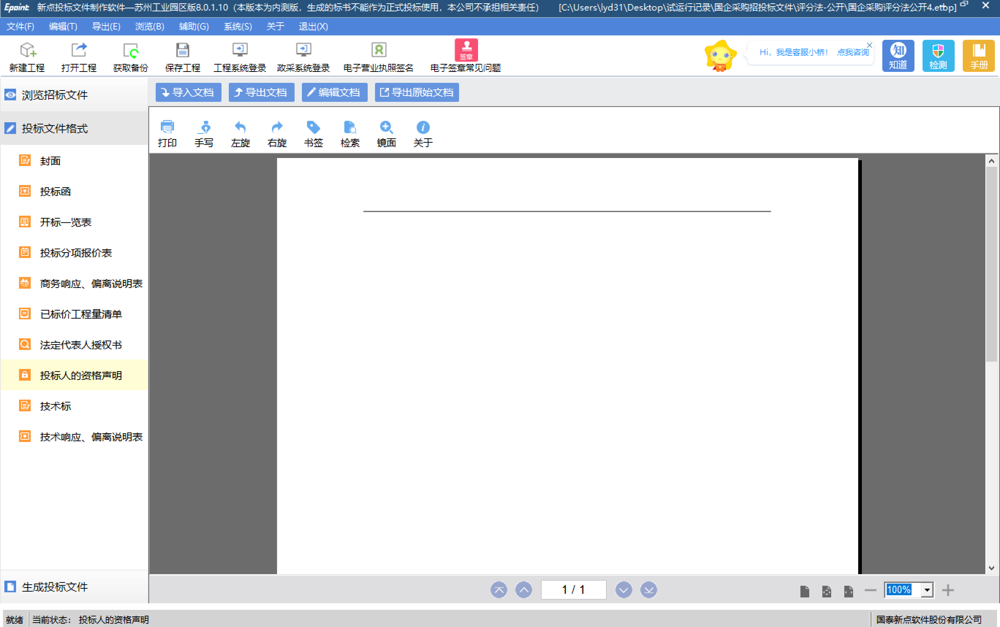 Epoint 新点投标文件制作软件—苏州工业园区版8.0.1.10（本版本为内测版，生成的标书不能作为正式投标使用，本公司不承担相关责任） [C:\Users\lyd31\Desktop\试运行记录\国企采购招投标文件\评分法-公开\国企采购评分法公开4.etbp]
文件(F) 编辑(T) 导出(E) 浏览(B) 辅助(G) 系统(S) 关于 退出(X)
新建工程 打开工程 获取备份 保存工程 工程系统登录 政采系统登录 电子营业执照签名 签章 电子签章常见问题
Hi，我是客服小桥！ 点我咨询
知 知道 检测 手册
浏览招标文件
导入文档 导出文档 编辑文档 导出原始文档
投标文件格式
打印 手写 左旋 右旋 书签 检索 镜面 关于
封面
投标函
开标一览表
投标分项报价表
商务响应、偏离说明表
已标价工程量清单
法定代表人授权书
投标人的资格声明
技术标
技术响应、偏离说明表
生成投标文件
1 / 1
100%
就绪 当前状态： 投标人的资格声明 国泰新点软件股份有限公司